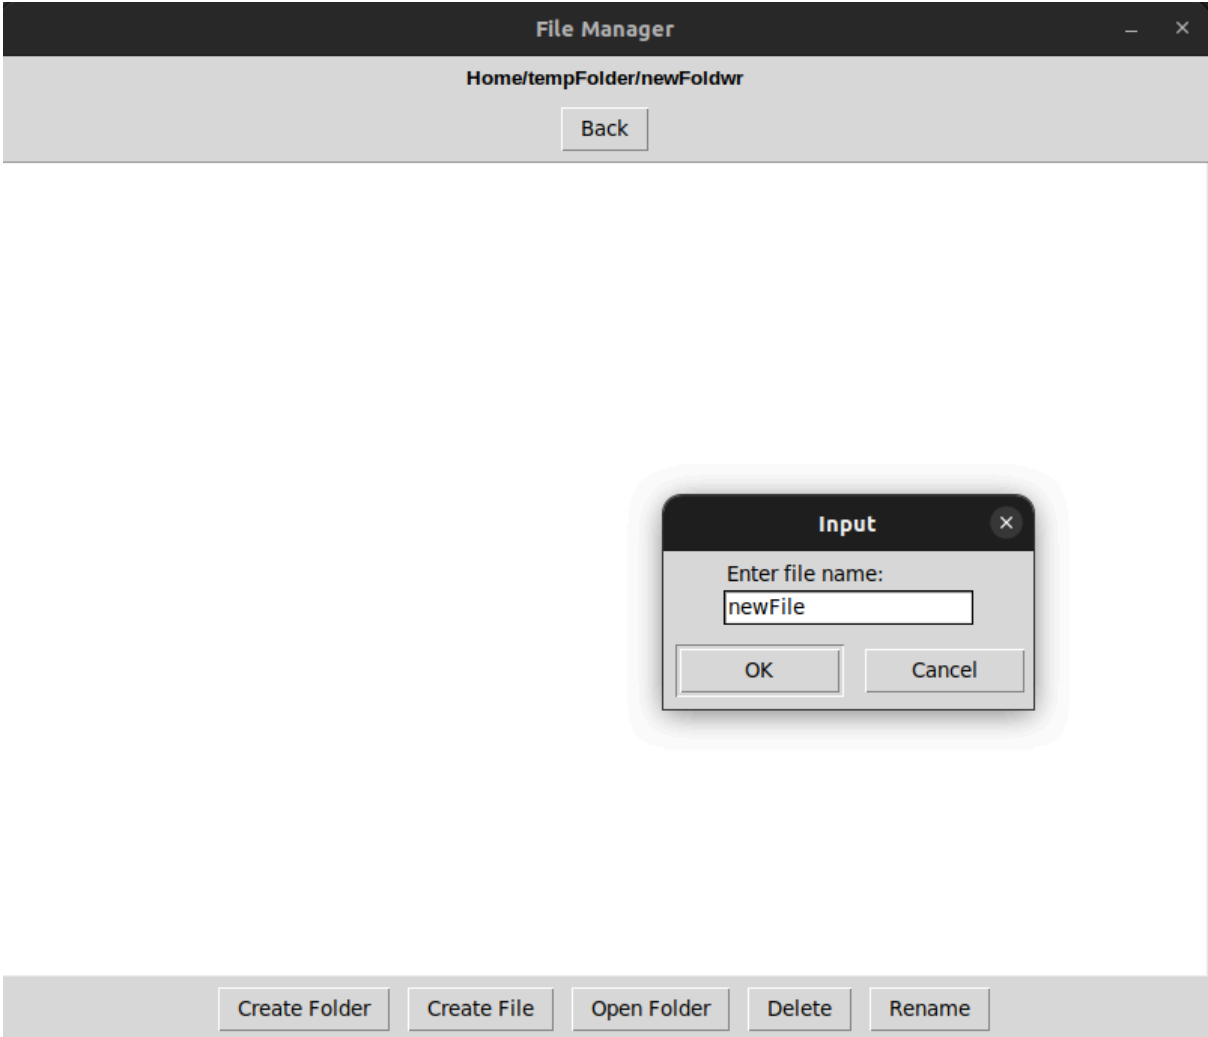 File Manager
Home/tempFolder/newFoldwr
Back
Input
Enter file name:
newFile
OK Cancel
Create Folder Create File Open Folder Delete Rename